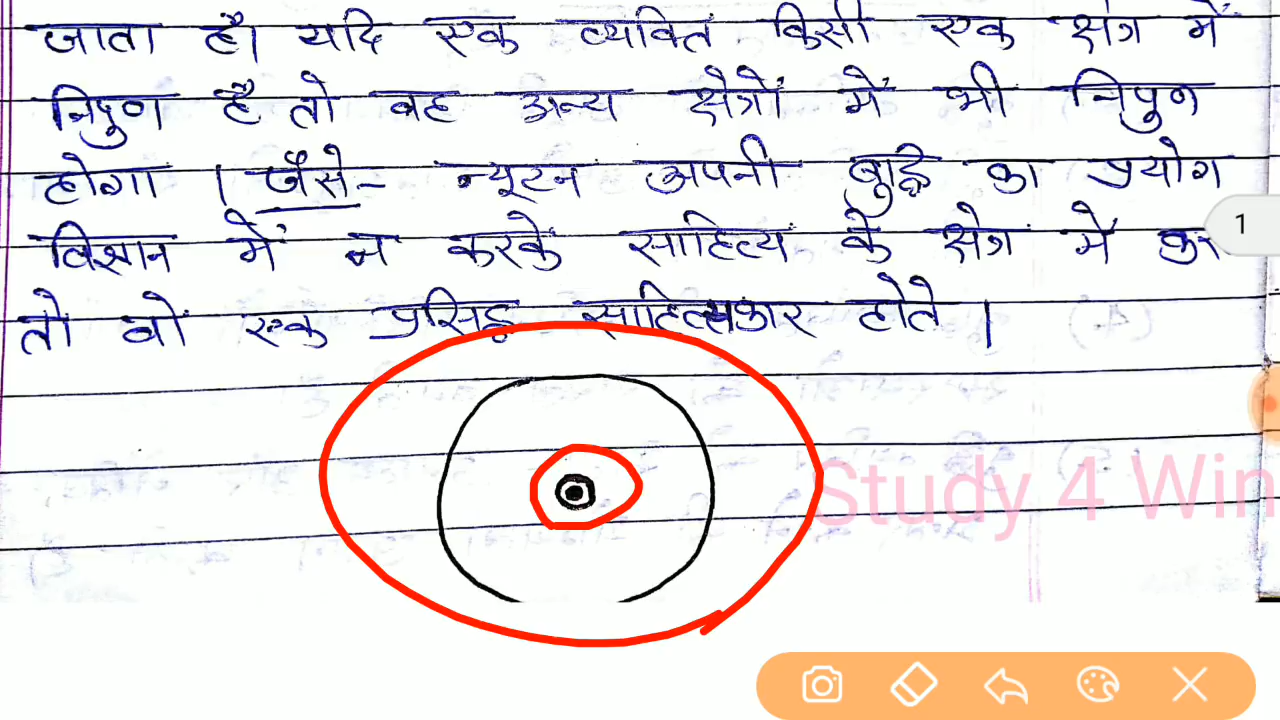 जाता है। यदि एक व्यक्ति किसी एक क्षेत्र में
निपुण है तो वह अन्य क्षेत्रों में भी निपुण
होगा । जैसे- न्यूटन अपनी बुद्धि का प्रयोग
विज्ञान में न करके साहित्य के क्षेत्र में कर
तो वो एक प्रसिद्ध साहित्यकार होते ।
1
Study 4 Win